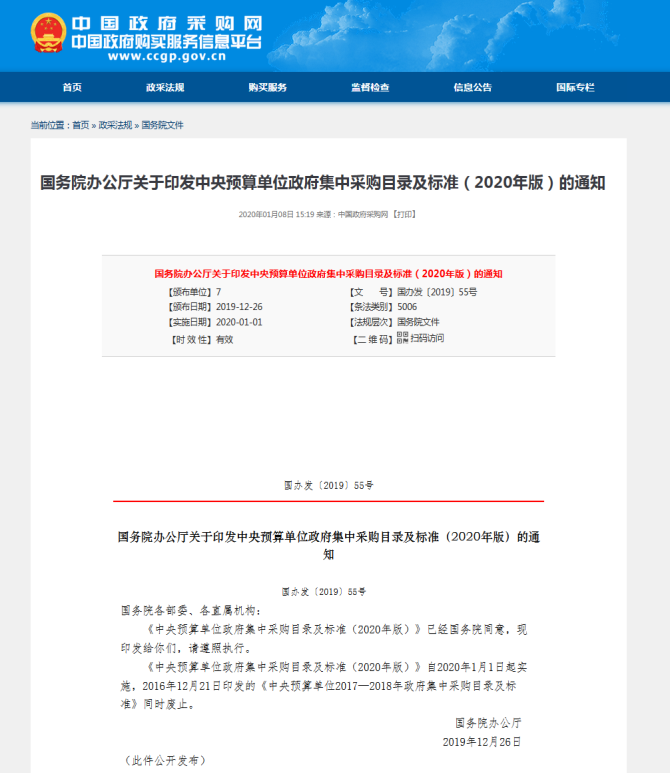 中国政府采购网
中国政府购买服务信息平台
www.ccgp.gov.cn
首页 政采法规 购买服务 监督检查 信息公告 国际专栏
当前位置：首页 » 政采法规 » 国务院文件
国务院办公厅关于印发中央预算单位政府集中采购目录及标准（2020年版）的通知
2020年01月08日 15:19 来源：中国政府采购网 【打印】
国务院办公厅关于印发中央预算单位政府集中采购目录及标准（2020年版）的通知
【颁布单位】7 【文 号】国办发〔2019〕55号
【颁布日期】2019-12-26 【条法类别】5006
【实施日期】2020-01-01 【法规层次】国务院文件
【时 效 性】有效 【二 维 码】扫码访问
国办发〔2019〕55号
国务院办公厅关于印发中央预算单位政府集中采购目录及标准（2020年版）的通
知
国办发〔2019〕55号
国务院各部委、各直属机构：
《中央预算单位政府集中采购目录及标准（2020年版）》已经国务院同意，现
印发给你们，请遵照执行。
《中央预算单位政府集中采购目录及标准（2020年版）》自2020年1月1日起实
施，2016年12月21日印发的《中央预算单位2017—2018年政府集中采购目录及标
准》同时废止。
国务院办公厅
2019年12月26日
（此件公开发布）